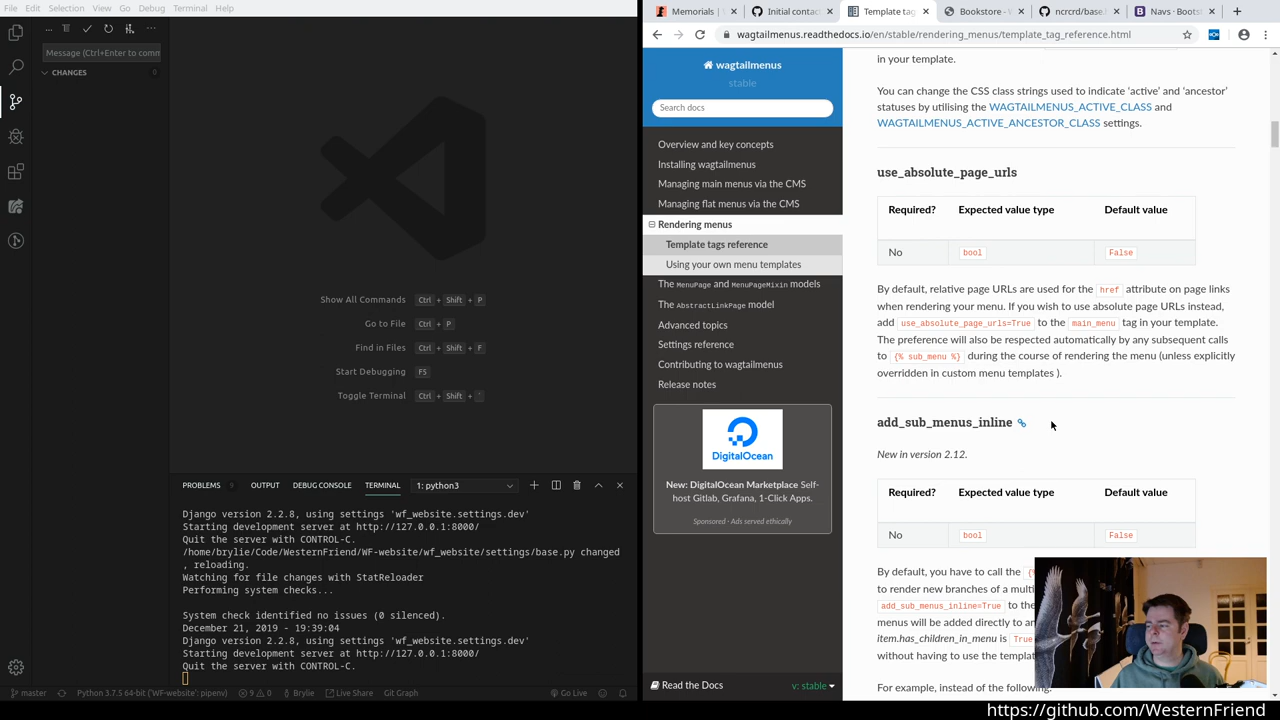 File Edit Selection View Go Debug Terminal Help
Message (Ctrl+Enter to comm
CHANGES 0
Show All Commands Ctrl + Shift + P
Go to File Ctrl + P
Find in Files Ctrl + Shift + F
Start Debugging F5
Toggle Terminal Ctrl + Shift + `
PROBLEMS 9 OUTPUT DEBUG CONSOLE TERMINAL 1: python3
Django version 2.2.8, using settings 'wf_website.settings.dev'
Starting development server at http://127.0.0.1:8000/
Quit the server with CONTROL-C.
/home/brylie/Code/WesternFriend/WF-website/wf_website/settings/base.py changed
, reloading.
Watching for file changes with StatReloader
Performing system checks...
System check identified no issues (0 silenced).
December 21, 2019 - 19:39:04
Django version 2.2.8, using settings 'wf_website.settings.dev'
Starting development server at http://127.0.0.1:8000/
Quit the server with CONTROL-C.
master Python 3.7.5 64-bit ('WF-website': pipenv) 9 0 Brylie Live Share Git Graph Go Live
Memorials | Initial contact Template tag Bookstore - W ncrcrd/base. Navs · Bootst
wagtailmenus.readthedocs.io/en/stable/rendering_menus/template_tag_reference.html
wagtailmenus
stable
Search docs
Overview and key concepts
Installing wagtailmenus
Managing main menus via the CMS
Managing flat menus via the CMS
Rendering menus
Template tags reference
Using your own menu templates
The MenuPage and MenuPageMixin models
The AbstractLinkPage model
Advanced topics
Settings reference
Contributing to wagtailmenus
Release notes
DigitalOcean
New: DigitalOcean Marketplace Self-
host Gitlab, Grafana, 1-Click Apps.
Sponsored · Ads served ethically
Read the Docs v: stable
in your template.
You can change the CSS class strings used to indicate ‘active’ and ‘ancestor’
statuses by utilising the WAGTAILMENUS_ACTIVE_CLASS and
WAGTAILMENUS_ACTIVE_ANCESTOR_CLASS settings.
use_absolute_page_urls
Required? Expected value type Default value
No bool False
By default, relative page URLs are used for the href attribute on page links
when rendering your menu. If you wish to use absolute page URLs instead,
add use_absolute_page_urls=True to the main_menu tag in your template.
The preference will also be respected automatically by any subsequent calls
to {% sub_menu %} during the course of rendering the menu (unless explicitly
overridden in custom menu templates ).
add_sub_menus_inline
New in version 2.12.
Required? Expected value type Default value
No bool False
By default, you have to call the
to render new branches of a multi
add_sub_menus_inline=True to the
menus will be added directly to an
item.has_children_in_menu is True
without having to use the templat
For example, instead of the following:
https://github.com/WesternFriend